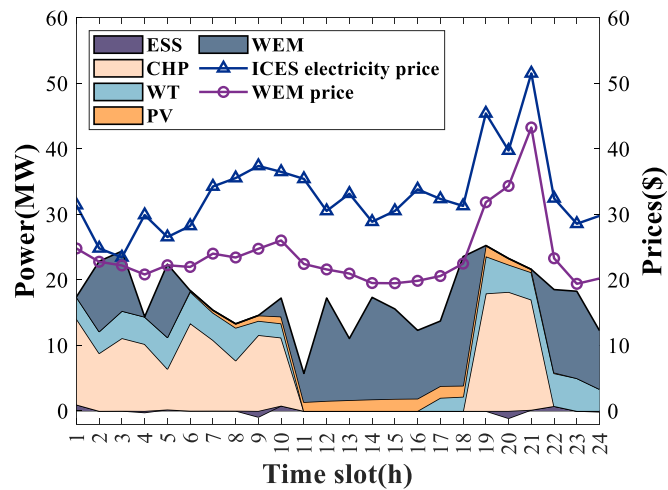 60
50
40
30
20
10
0
Power(MW)
ESS
CHP
WT
PV
WEM
ICES electricity price
WEM price
60
50
40
30
20
10
0
Prices($)
1 2 3 4 5 6 7 8 9 10 11 12 13 14 15 16 17 18 19 20 21 22 23 24
Time slot(h)